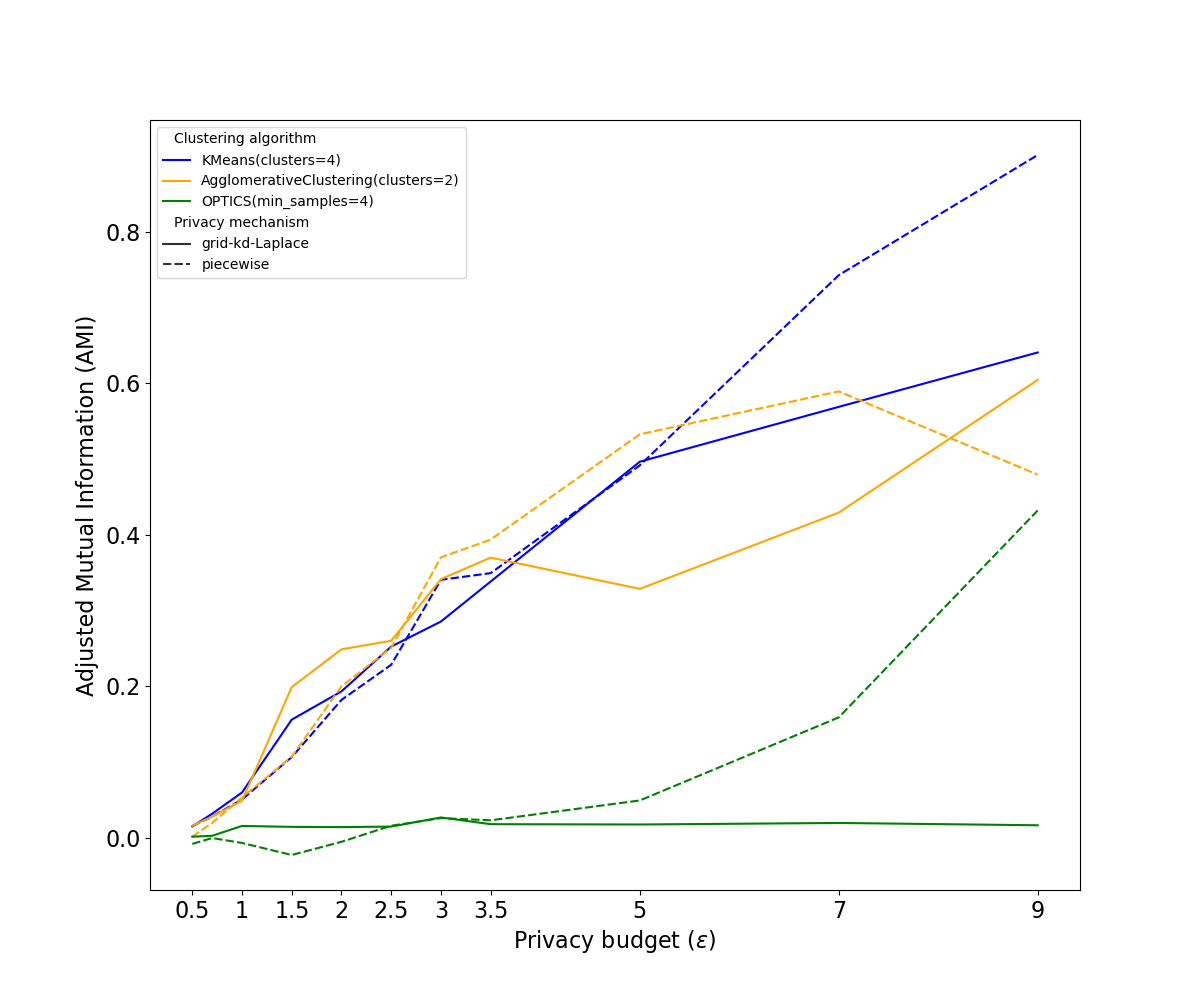 Clustering algorithm
KMeans(clusters=4)
AgglomerativeClustering(clusters=2)
OPTICS(min_samples=4)
Privacy mechanism
grid-kd-Laplace
piecewise
Adjusted Mutual Information (AMI)
0.8
0.6
0.4
0.2
0.0
0.5 1 1.5 2 2.5 3 3.5 5 7 9
Privacy budget (ε)